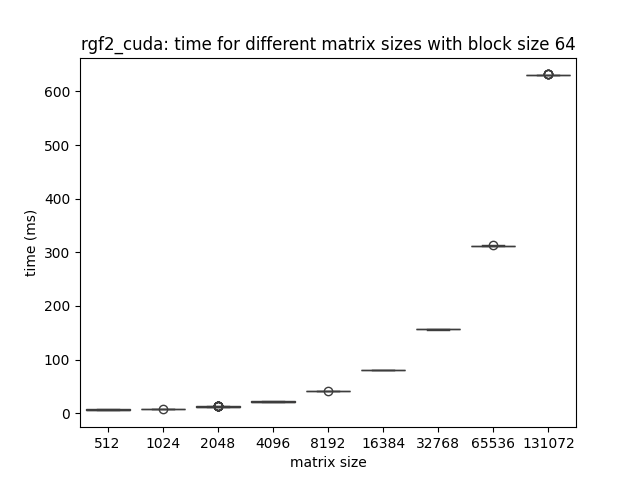 rgf2_cuda: time for different matrix sizes with block size 64
time (ms)
600
500
400
300
200
100
0
512 1024 2048 4096 8192 16384 32768 65536 131072
matrix size